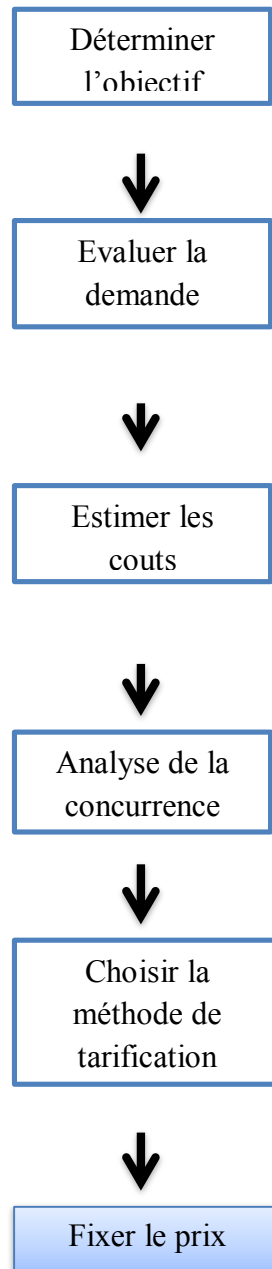 Déterminer
l’objectif
Evaluer la
demande
Estimer les
couts
Analyse de la
concurrence
Choisir la
méthode de
tarification
Fixer le prix